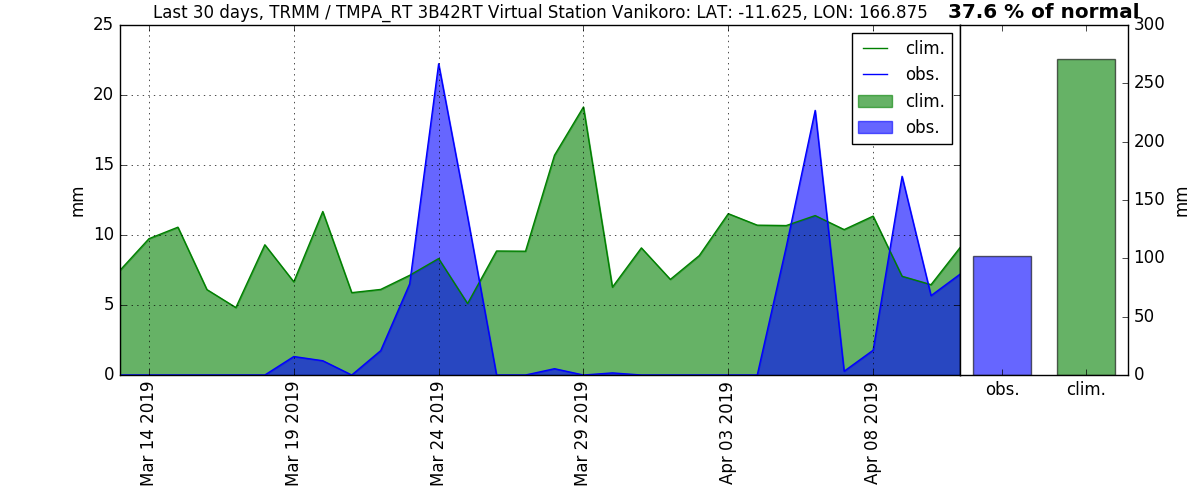 Last 30 days, TRMM / TMPA_RT 3B42RT Virtual Station Vanikoro: LAT: -11.625, LON: 166.875
37.6 % of normal
25
20
15
10
5
0
mm
clim.
obs.
clim.
obs.
Mar 14 2019
Mar 19 2019
Mar 24 2019
Mar 29 2019
Apr 03 2019
Apr 08 2019
300
250
200
150
100
50
0
mm
obs.
clim.